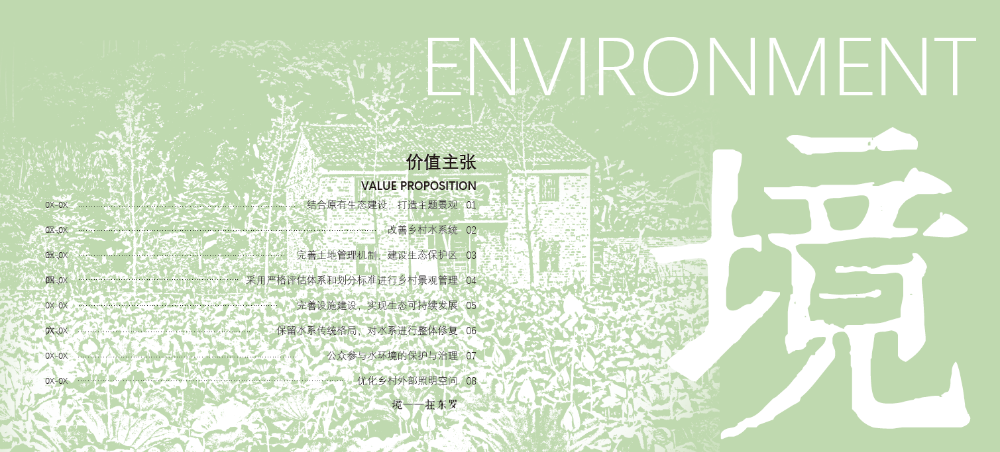 ENVIRONMENT
境
价值主张
VALUE PROPOSITION
0X-0X 结合原有生态建设，打造主题景观 01
0X-0X 改善乡村水系统 02
0X-0X 完善土地管理机制，建设生态保护区 03
0X-0X 采用严格评估体系和划分标准进行乡村景观管理 04
0X-0X 完善设施建设，实现生态可持续发展 05
0X-0X 保留水系传统格局，对水系进行整体修复 06
0X-0X 公众参与水环境的保护与治理 07
0X-0X 优化乡村外部照明空间 08
境——在东罗